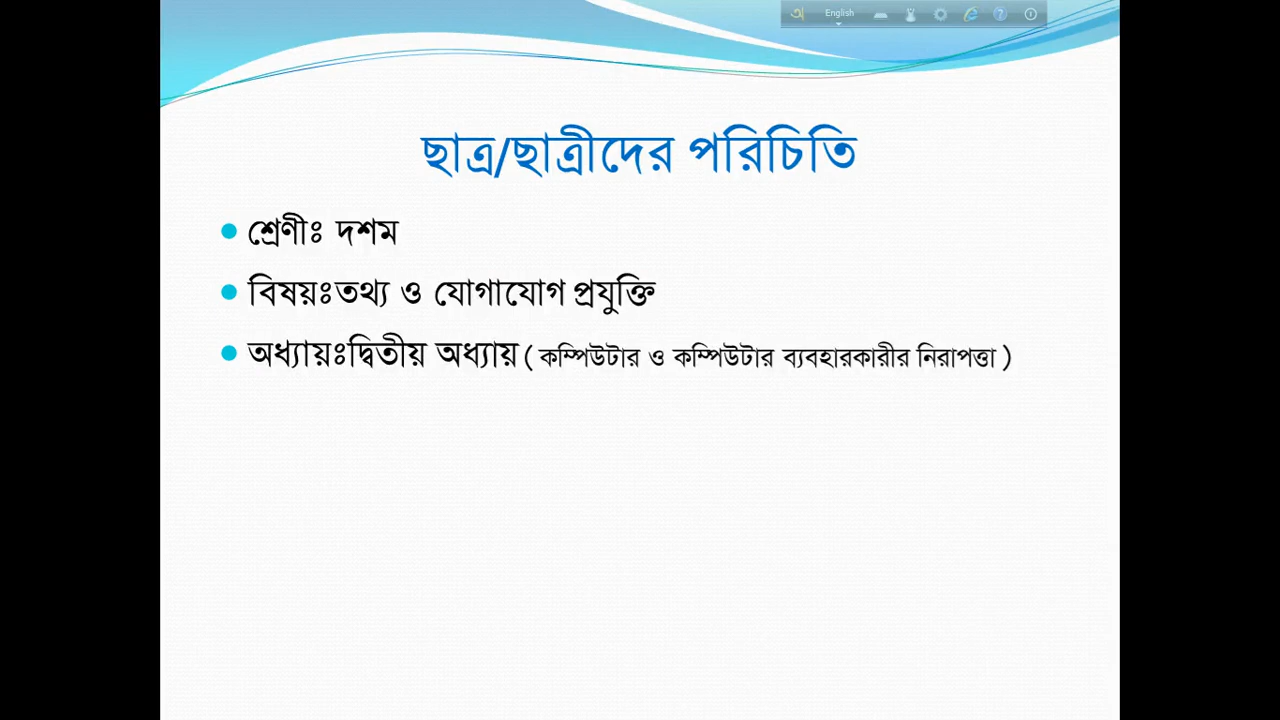 অ English
ছাত্র/ছাত্রীদের পরিচিতি
শ্রেণীঃ দশম
বিষয়ঃতথ্য ও যোগাযোগ প্রযুক্তি
অধ্যায়ঃদ্বিতীয় অধ্যায় ( কম্পিউটার ও কম্পিউটার ব্যবহারকারীর নিরাপত্তা )